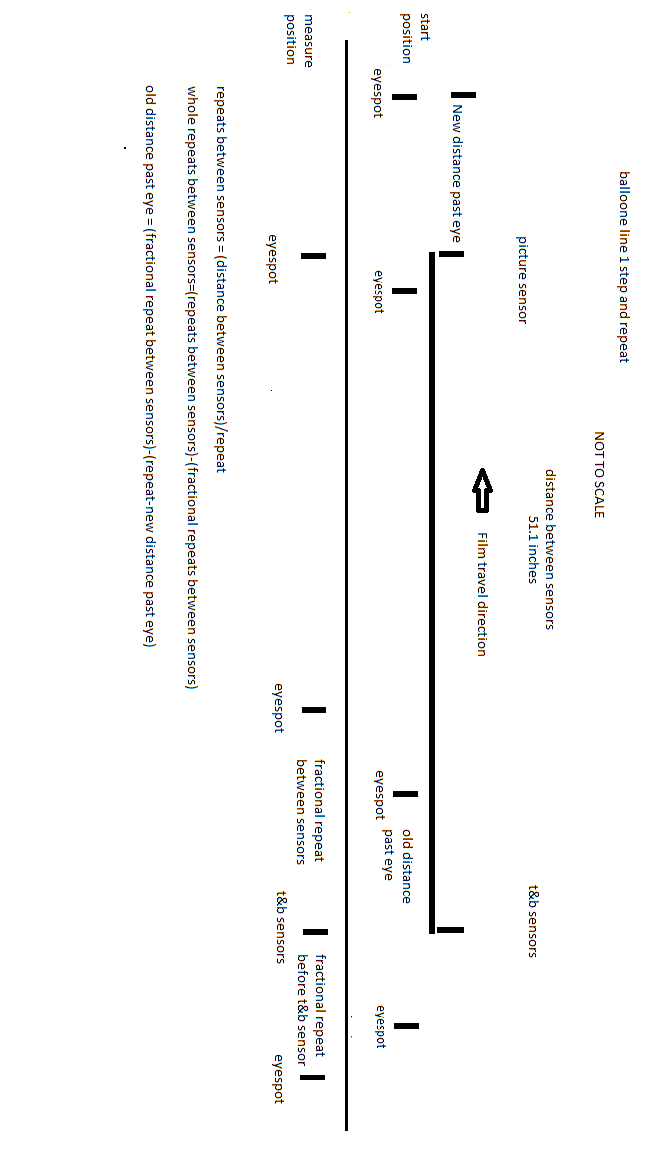 balloone line 1 step and repeat
NOT TO SCALE
distance between sensors
51.1 inches
picture sensor
t&b sensors
Film travel direction
New distance past eye
start
position
eyespot
eyespot
eyespot
old distance
past eye
eyespot
measure
position
eyespot
eyespot
fractional repeat
between sensors
t&b sensors
fractional repeat
before t&b sensor
eyespot
repeats between sensors = (distance between sensors)/repeat
whole repeats between sensors=(repeats between sensors)-(fractional repeats between sensors)
old distance past eye = (fractional repeat between sensors)-(repeat-new distance past eye)